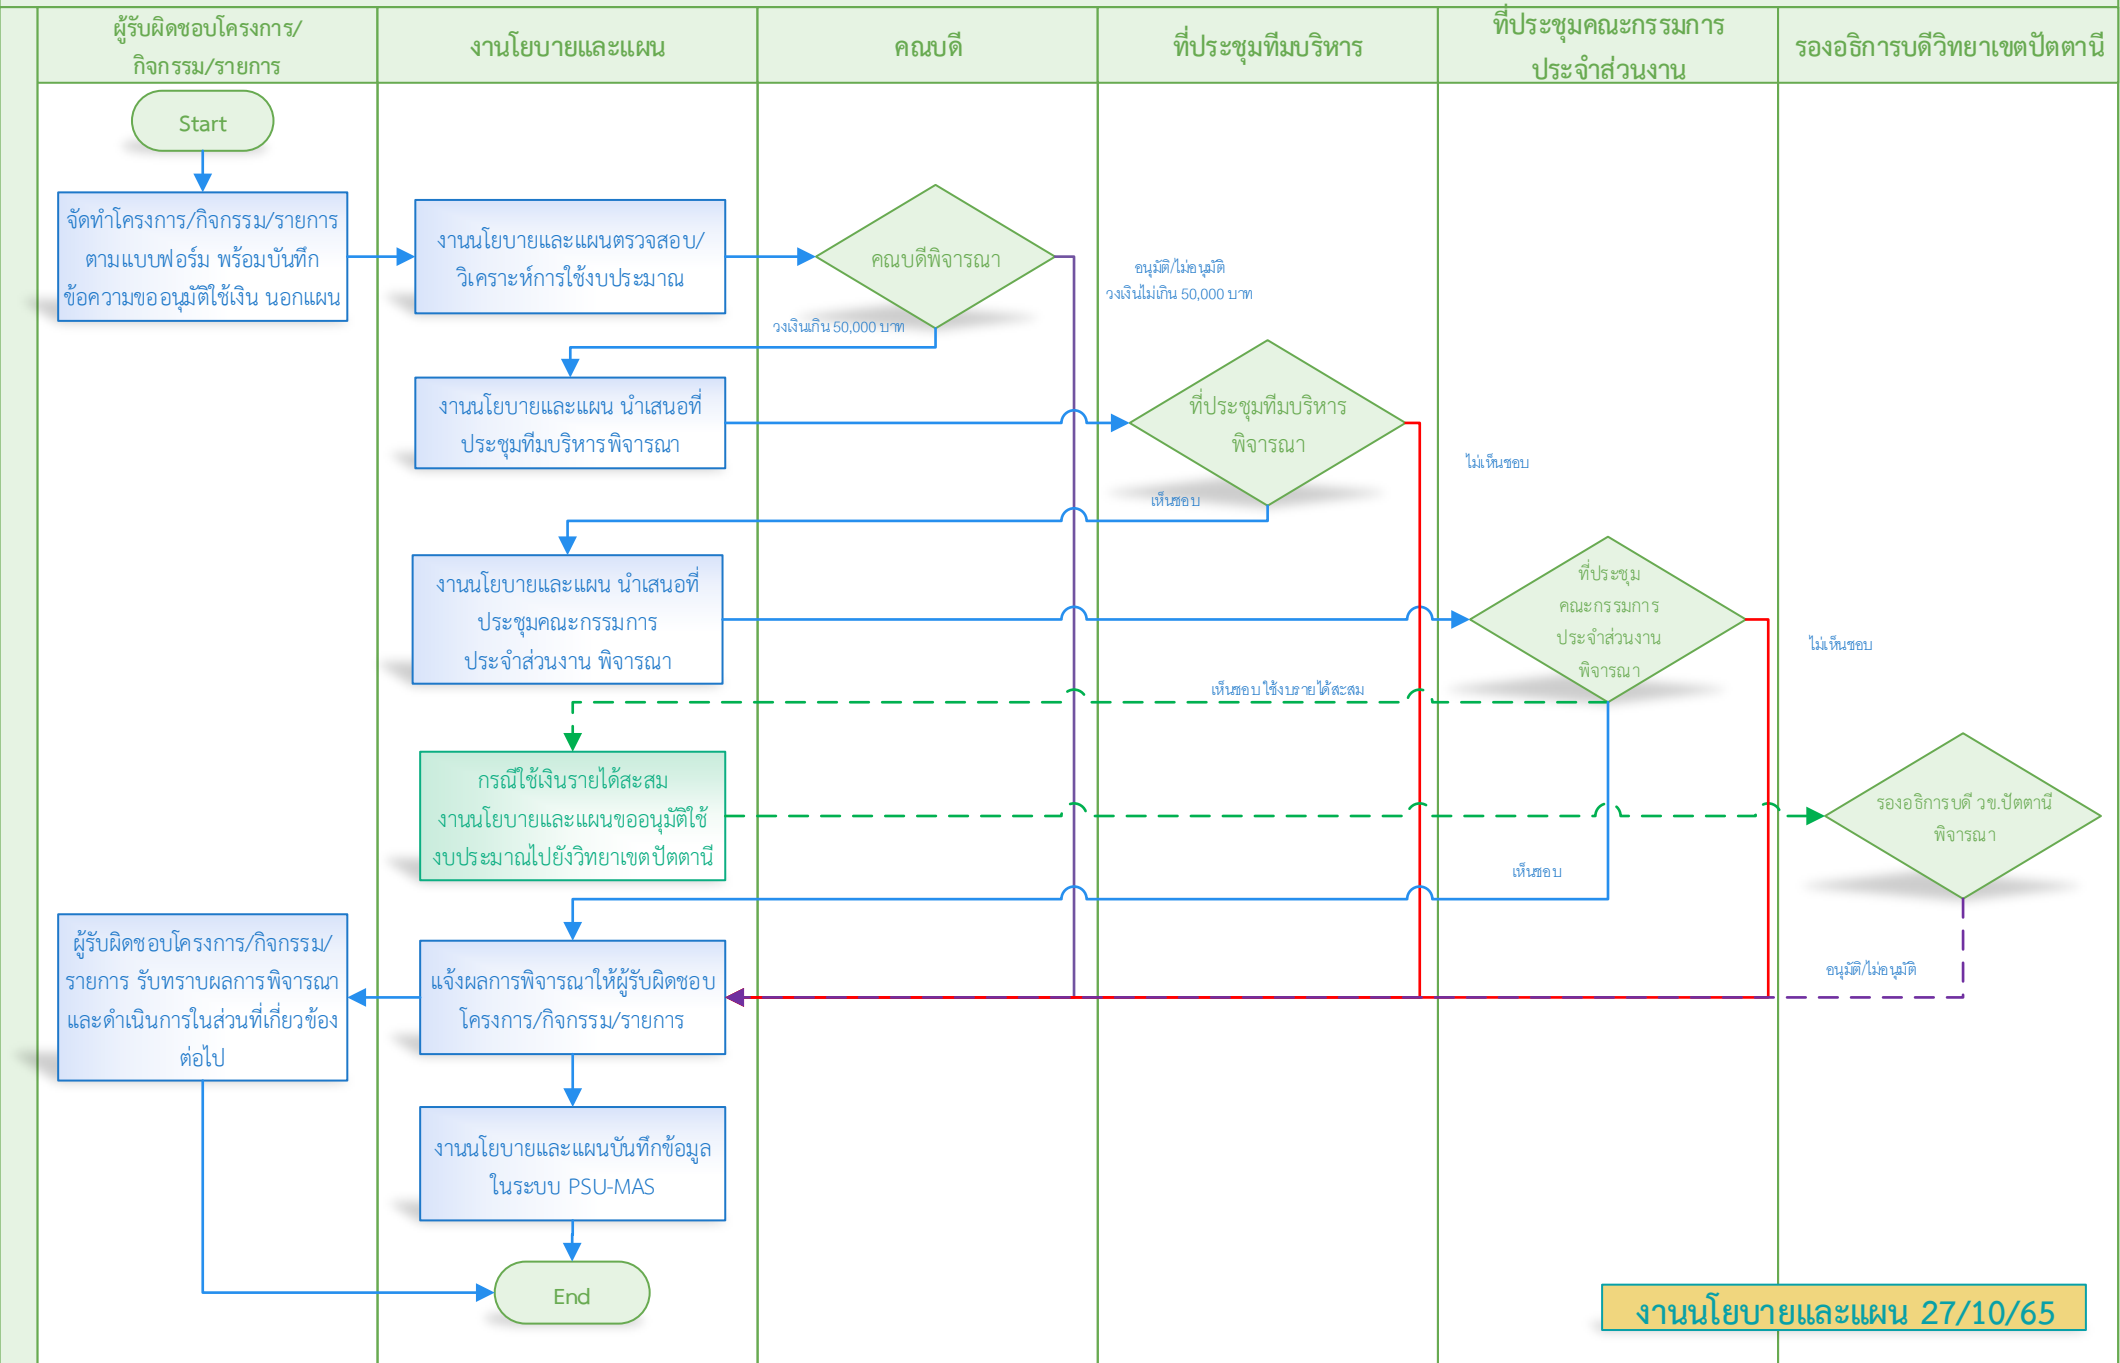 ผู้รับผิดชอบโครงการ/
กิจกรรม/รายการ
งานโยบายและแผน
คณบดี
ที่ประชุมทีมบริหาร
ที่ประชุมคณะกรรมการ
ประจำส่วนงาน
รองอธิการบดีวิทยาเขตปัตตานี
Start
จัดทำโครงการ/กิจกรรม/รายการ
ตามแบบฟอร์ม พร้อมบันทึก
ข้อความขออนุมัติใช้เงิน นอกแผน
งานนโยบายและแผนตรวจสอบ/
วิเคราะห์การใช้งบประมาณ
คณบดีพิจารณา
อนุมัติ/ไม่อนุมัติ
วงเงินไม่เกิน 50,000 บาท
วงเงินเกิน 50,000 บาท
งานนโยบายและแผน นำเสนอที่
ประชุมทีมบริหารพิจารณา
ที่ประชุมทีมบริหาร
พิจารณา
ไม่เห็นชอบ
เห็นชอบ
งานนโยบายและแผน นำเสนอที่
ประชุมคณะกรรมการ
ประจำส่วนงาน พิจารณา
ที่ประชุม
คณะกรรมการ
ประจำส่วนงาน
พิจารณา
ไม่เห็นชอบ
เห็นชอบ ใช้งบรายได้สะสม
กรณีใช้เงินรายได้สะสม
งานนโยบายและแผนขออนุมัติใช้
งบประมาณไปยังวิทยาเขตปัตตานี
รองอธิการบดี วข.ปัตตานี
พิจารณา
เห็นชอบ
ผู้รับผิดชอบโครงการ/กิจกรรม/
รายการ รับทราบผลการพิจารณา
และดำเนินการในส่วนที่เกี่ยวข้อง
ต่อไป
แจ้งผลการพิจารณาให้ผู้รับผิดชอบ
โครงการ/กิจกรรม/รายการ
อนุมัติ/ไม่อนุมัติ
งานนโยบายและแผนบันทึกข้อมูล
ในระบบ PSU-MAS
End
งานนโยบายและแผน 27/10/65